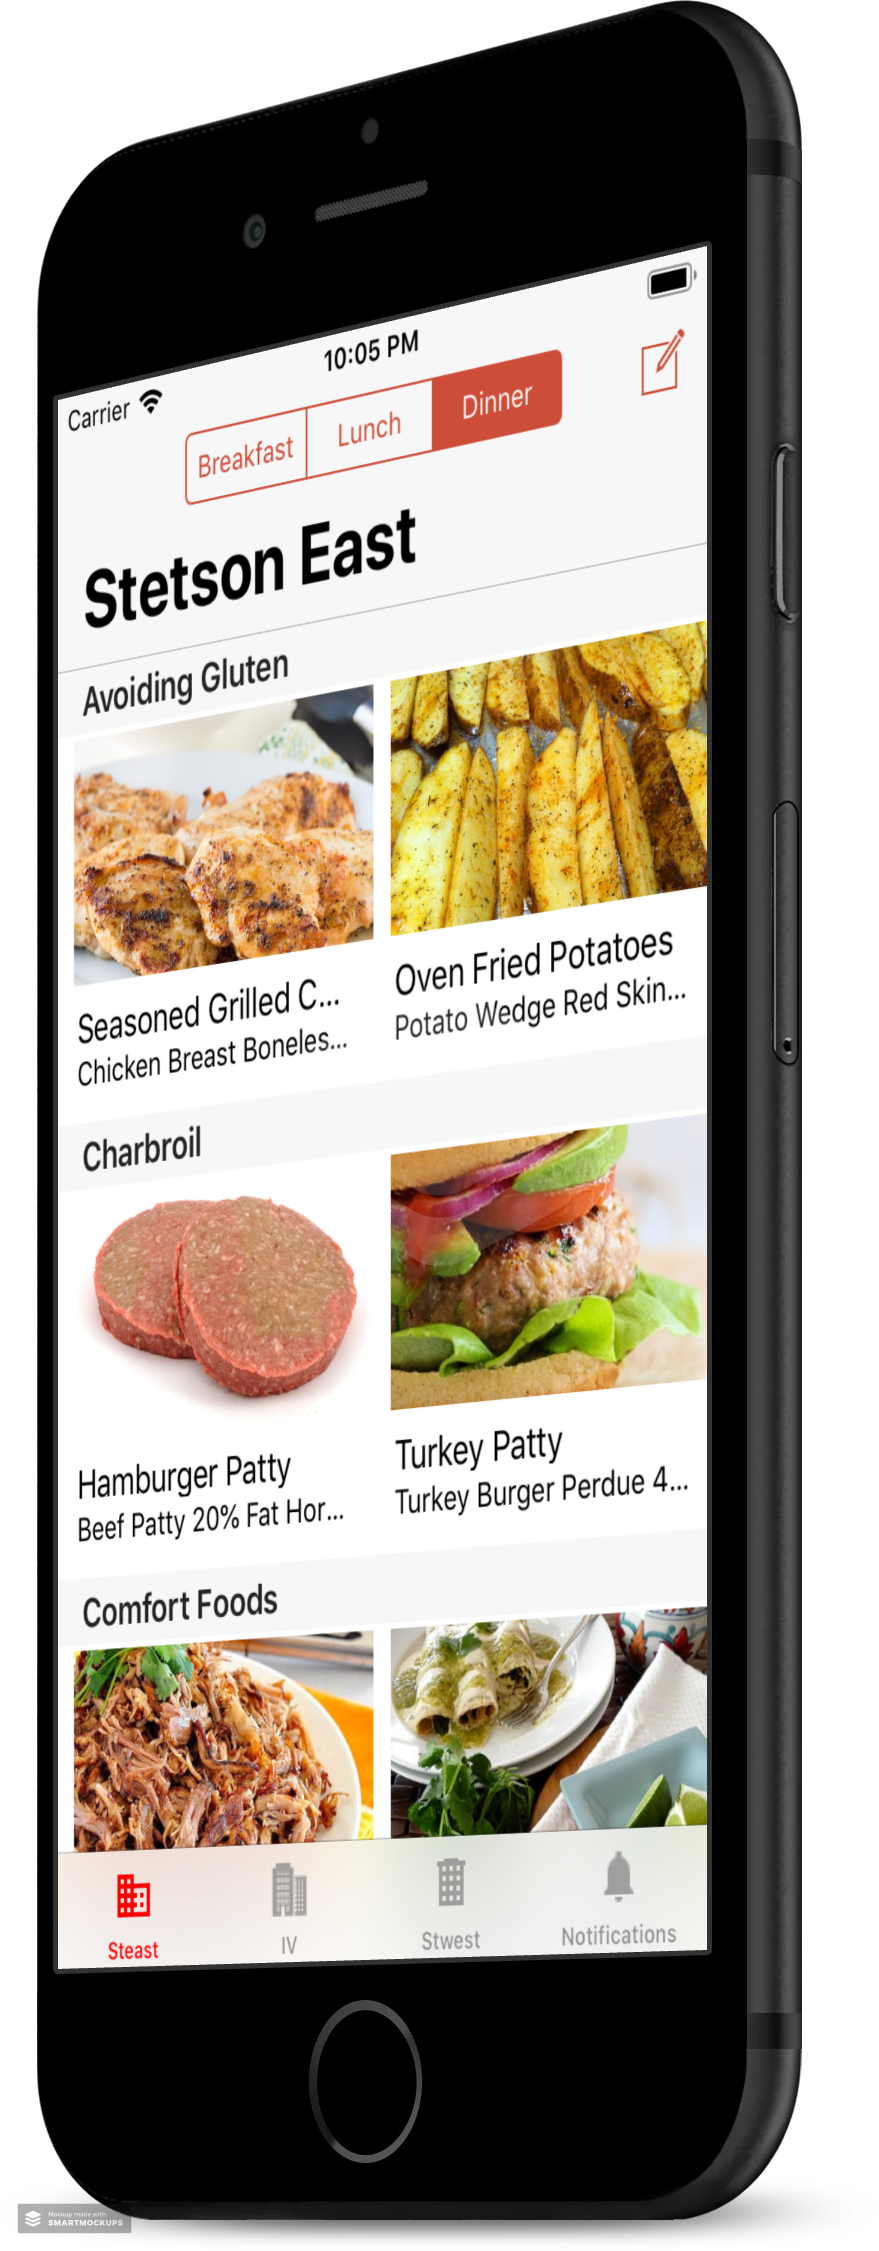 Carrier
10:05 PM
Breakfast
Lunch
Dinner
Stetson East
Avoiding Gluten
Seasoned Grilled C...
Chicken Breast Boneles...
Oven Fried Potatoes
Potato Wedge Red Skin...
Charbroil
Hamburger Patty
Beef Patty 20% Fat Hor...
Turkey Patty
Turkey Burger Perdue 4...
Comfort Foods
Steast
IV
Stwest
Notifications
Mockup made with
SMARTMOCKUPS